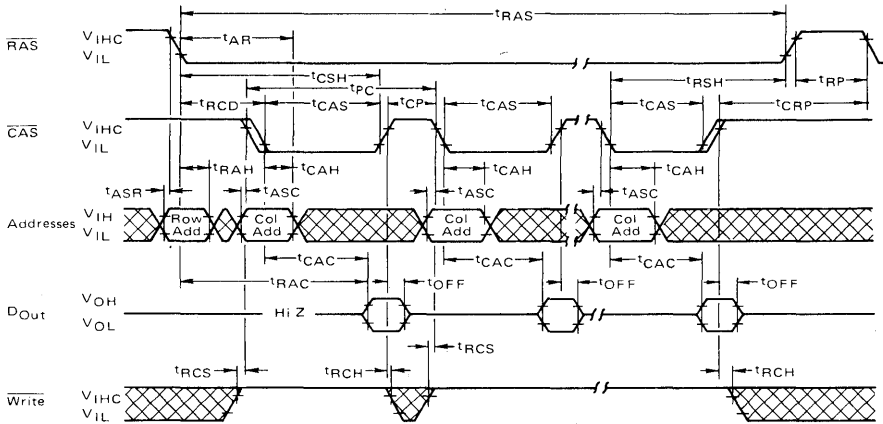 tRAS
RAS VIHC tAR
VIL
tCSH tRSH tRP
tPC
tRCD tCAS tCP tCAS tCAS tCRP
CAS VIHC
VIL
tRAH tCAH tCAH tCAH
tASR tASC tASC tASC
Addresses VIH Row Add Col Add Col Add Col Add
VIL
tCAC tCAC tCAC
tRAC tOFF tOFF tOFF
DOut VOH Hi Z
VOL
tRCS
tRCS tRCH tRCH
Write VIHC
VIL